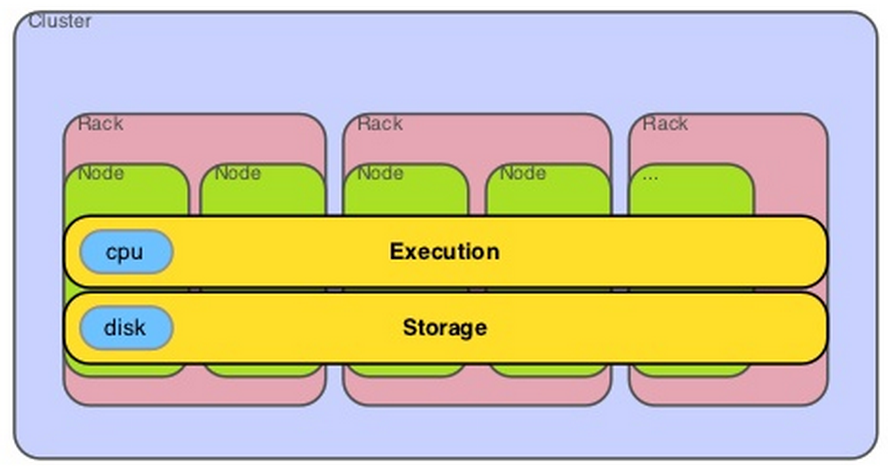 Cluster
Rack Rack Rack
Node Node Node Node ...
cpu Execution
disk Storage